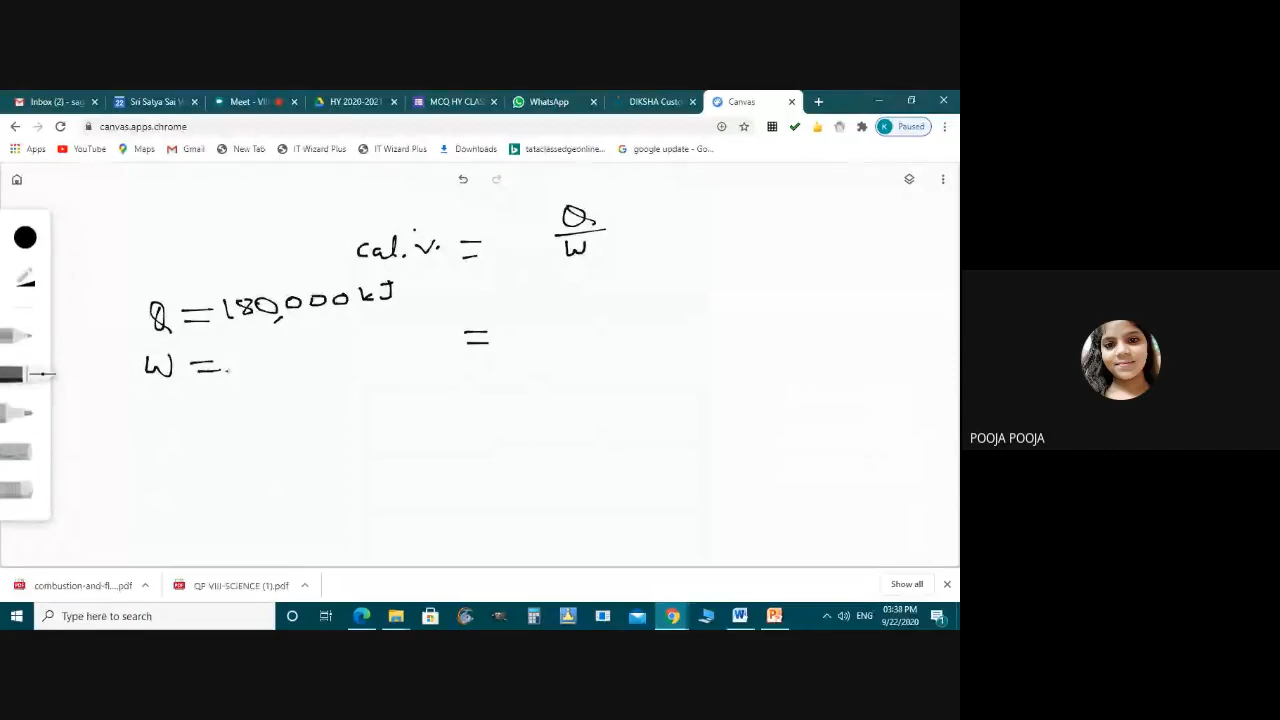 Inbox (2) - sag
Sri Satya Sai V
Meet - VIII
HY 2020-2021
MCQ HY CLAS
WhatsApp
DIKSHA Custo
Canvas
canvas.apps.chrome
K Paused
Apps
YouTube
Maps
Gmail
New Tab
IT Wizard Plus
IT Wizard Plus
Downloads
tataclassedgeonline...
google update - Go...
cal. v. = Q/W
Q = 180,000 kJ
=
W =
POOJA POOJA
combustion-and-fl....pdf
QP VIII-SCIENCE (1).pdf
Show all
Type here to search
ENG
03:38 PM
9/22/2020